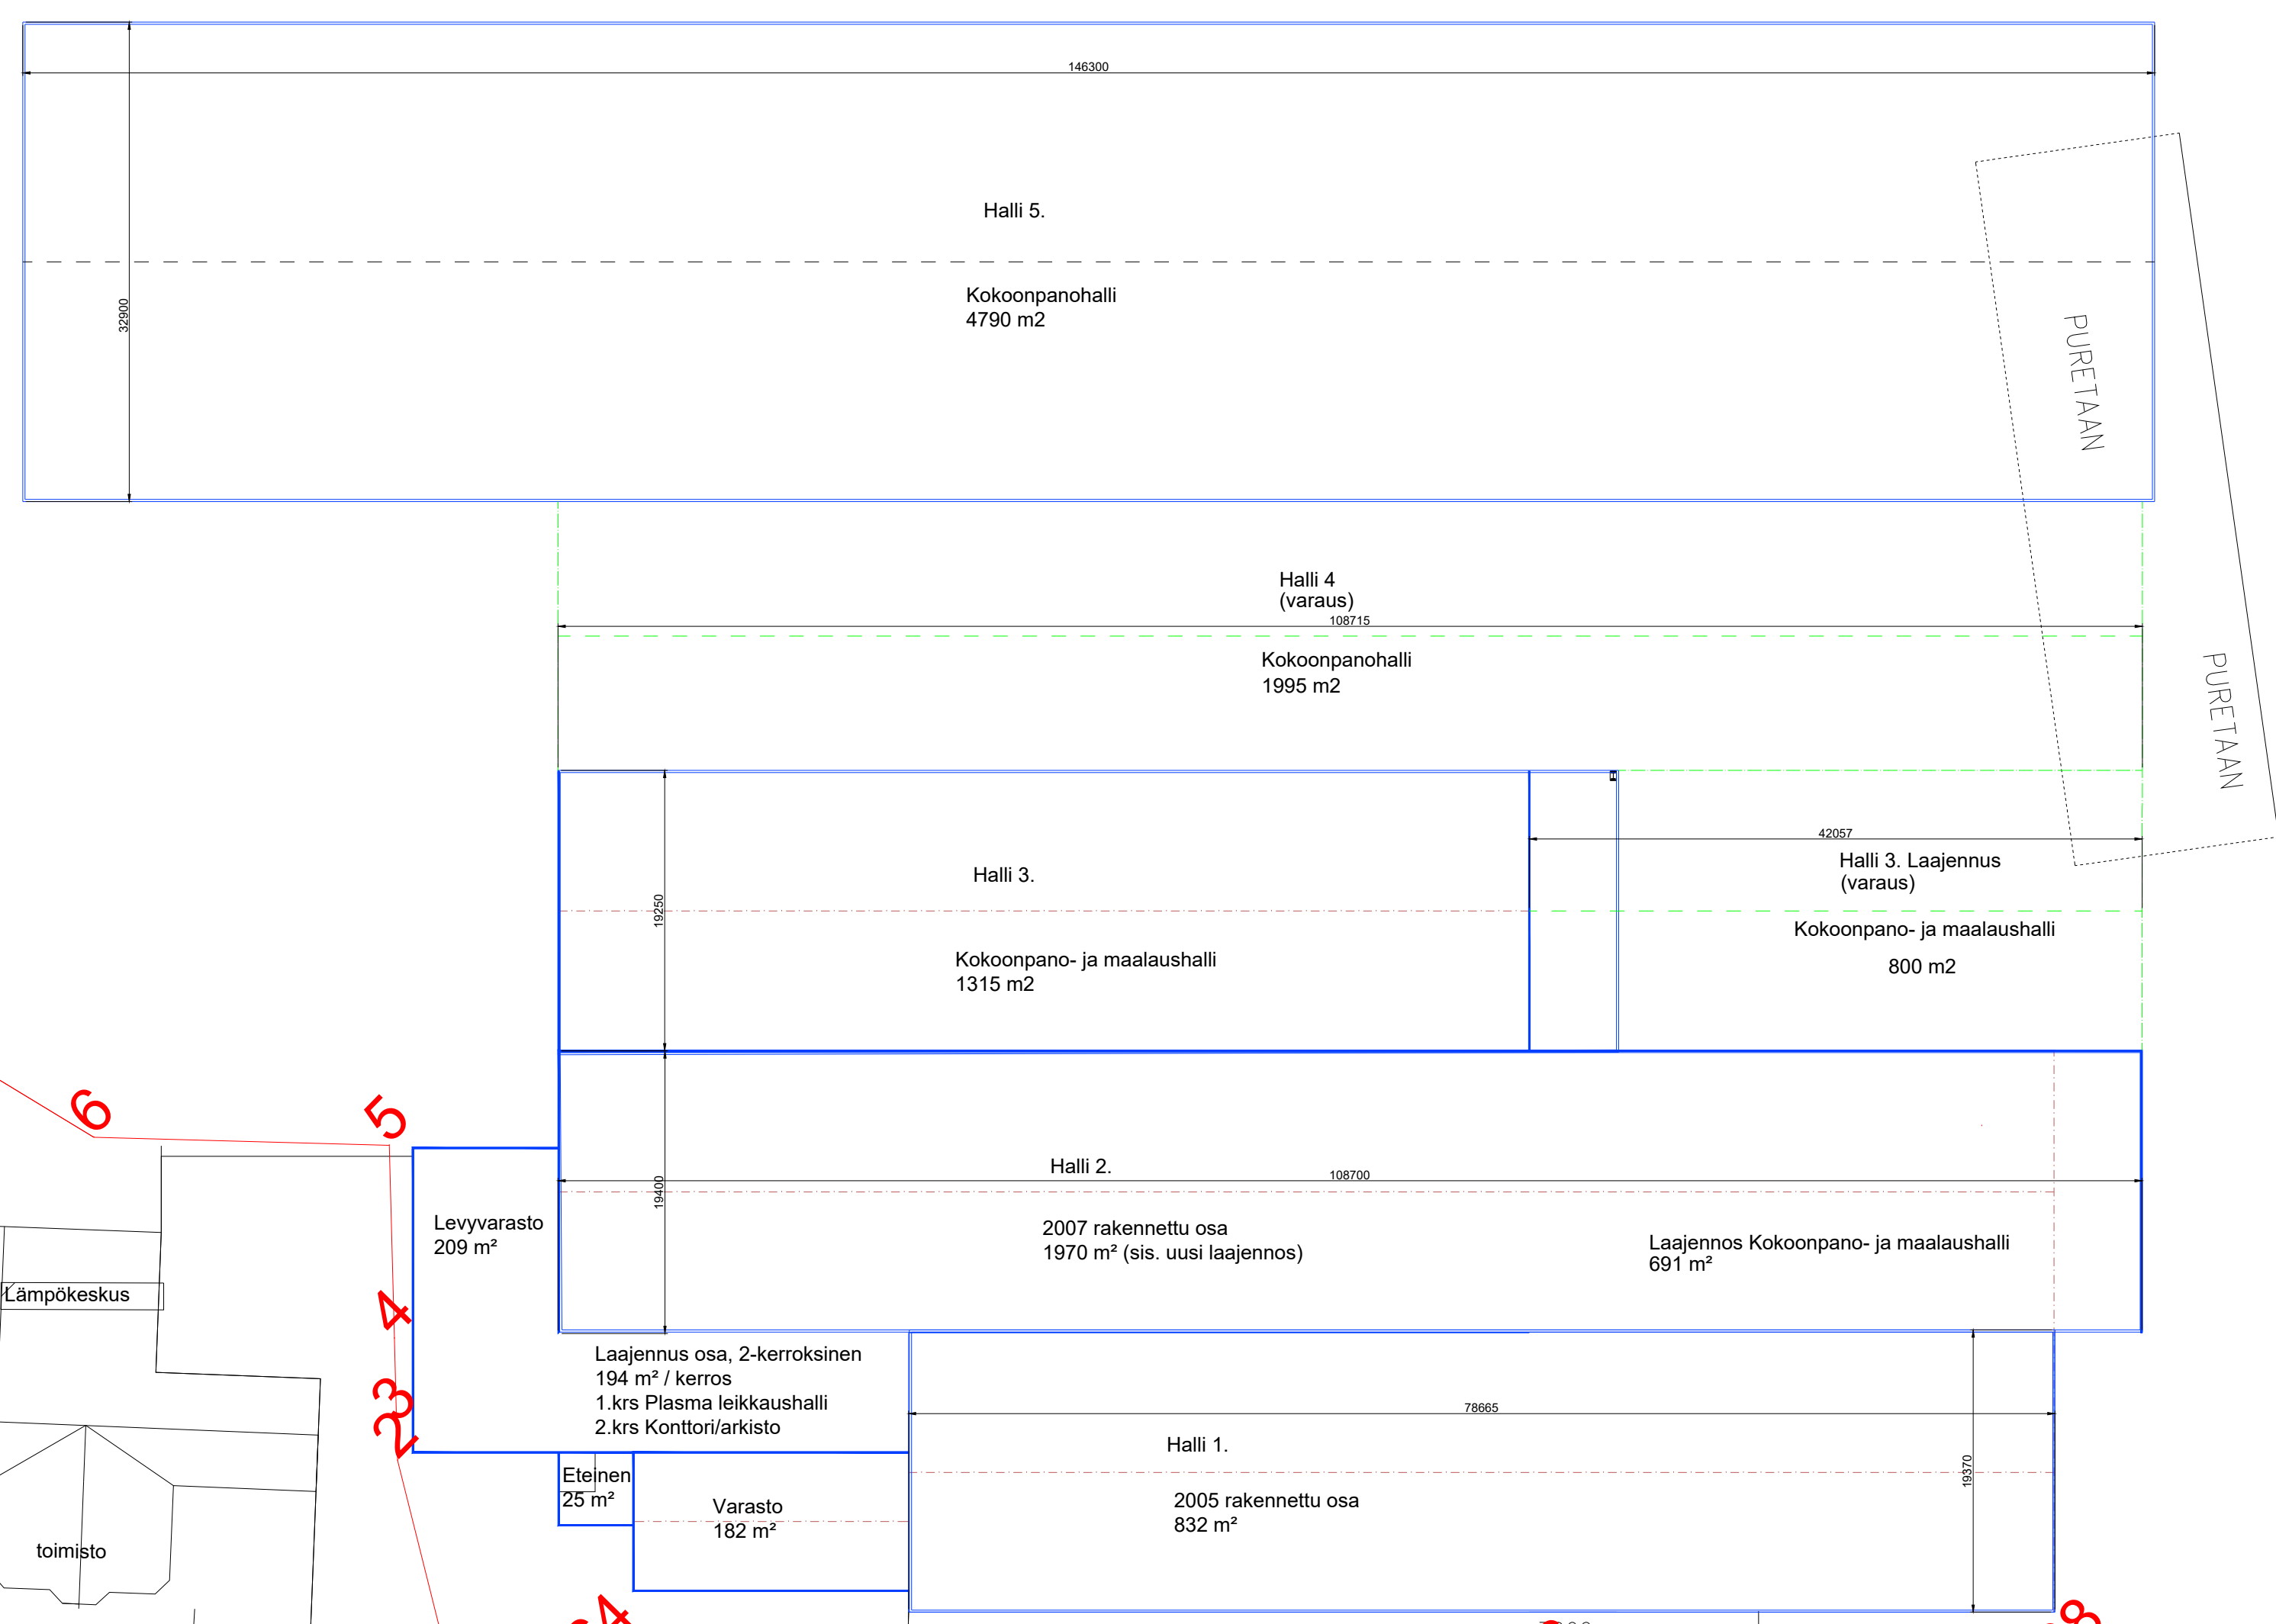 146300
Halli 5.
32900
Kokoonpanohalli
4790 m2
PURETAAN
Halli 4
(varaus)
108715
Kokoonpanohalli
1995 m2
PURETAAN
42057
Halli 3. Laajennus
(varaus)
Halli 3.
19250
Kokoonpano- ja maalaushalli
800 m2
Kokoonpano- ja maalaushalli
1315 m2
6
5
Halli 2.
108700
19400
Levyvarasto
209 m²
2007 rakennettu osa
1970 m² (sis. uusi laajennos)
Laajennos Kokoonpano- ja maalaushalli
691 m²
Lämpökeskus
4
Laajennus osa, 2-kerroksinen
194 m² / kerros
1.krs Plasma leikkaushalli
2.krs Konttori/arkisto
3
2
78665
Halli 1.
19370
Eteinen
25 m²
Varasto
182 m²
2005 rakennettu osa
832 m²
toimisto
4
8